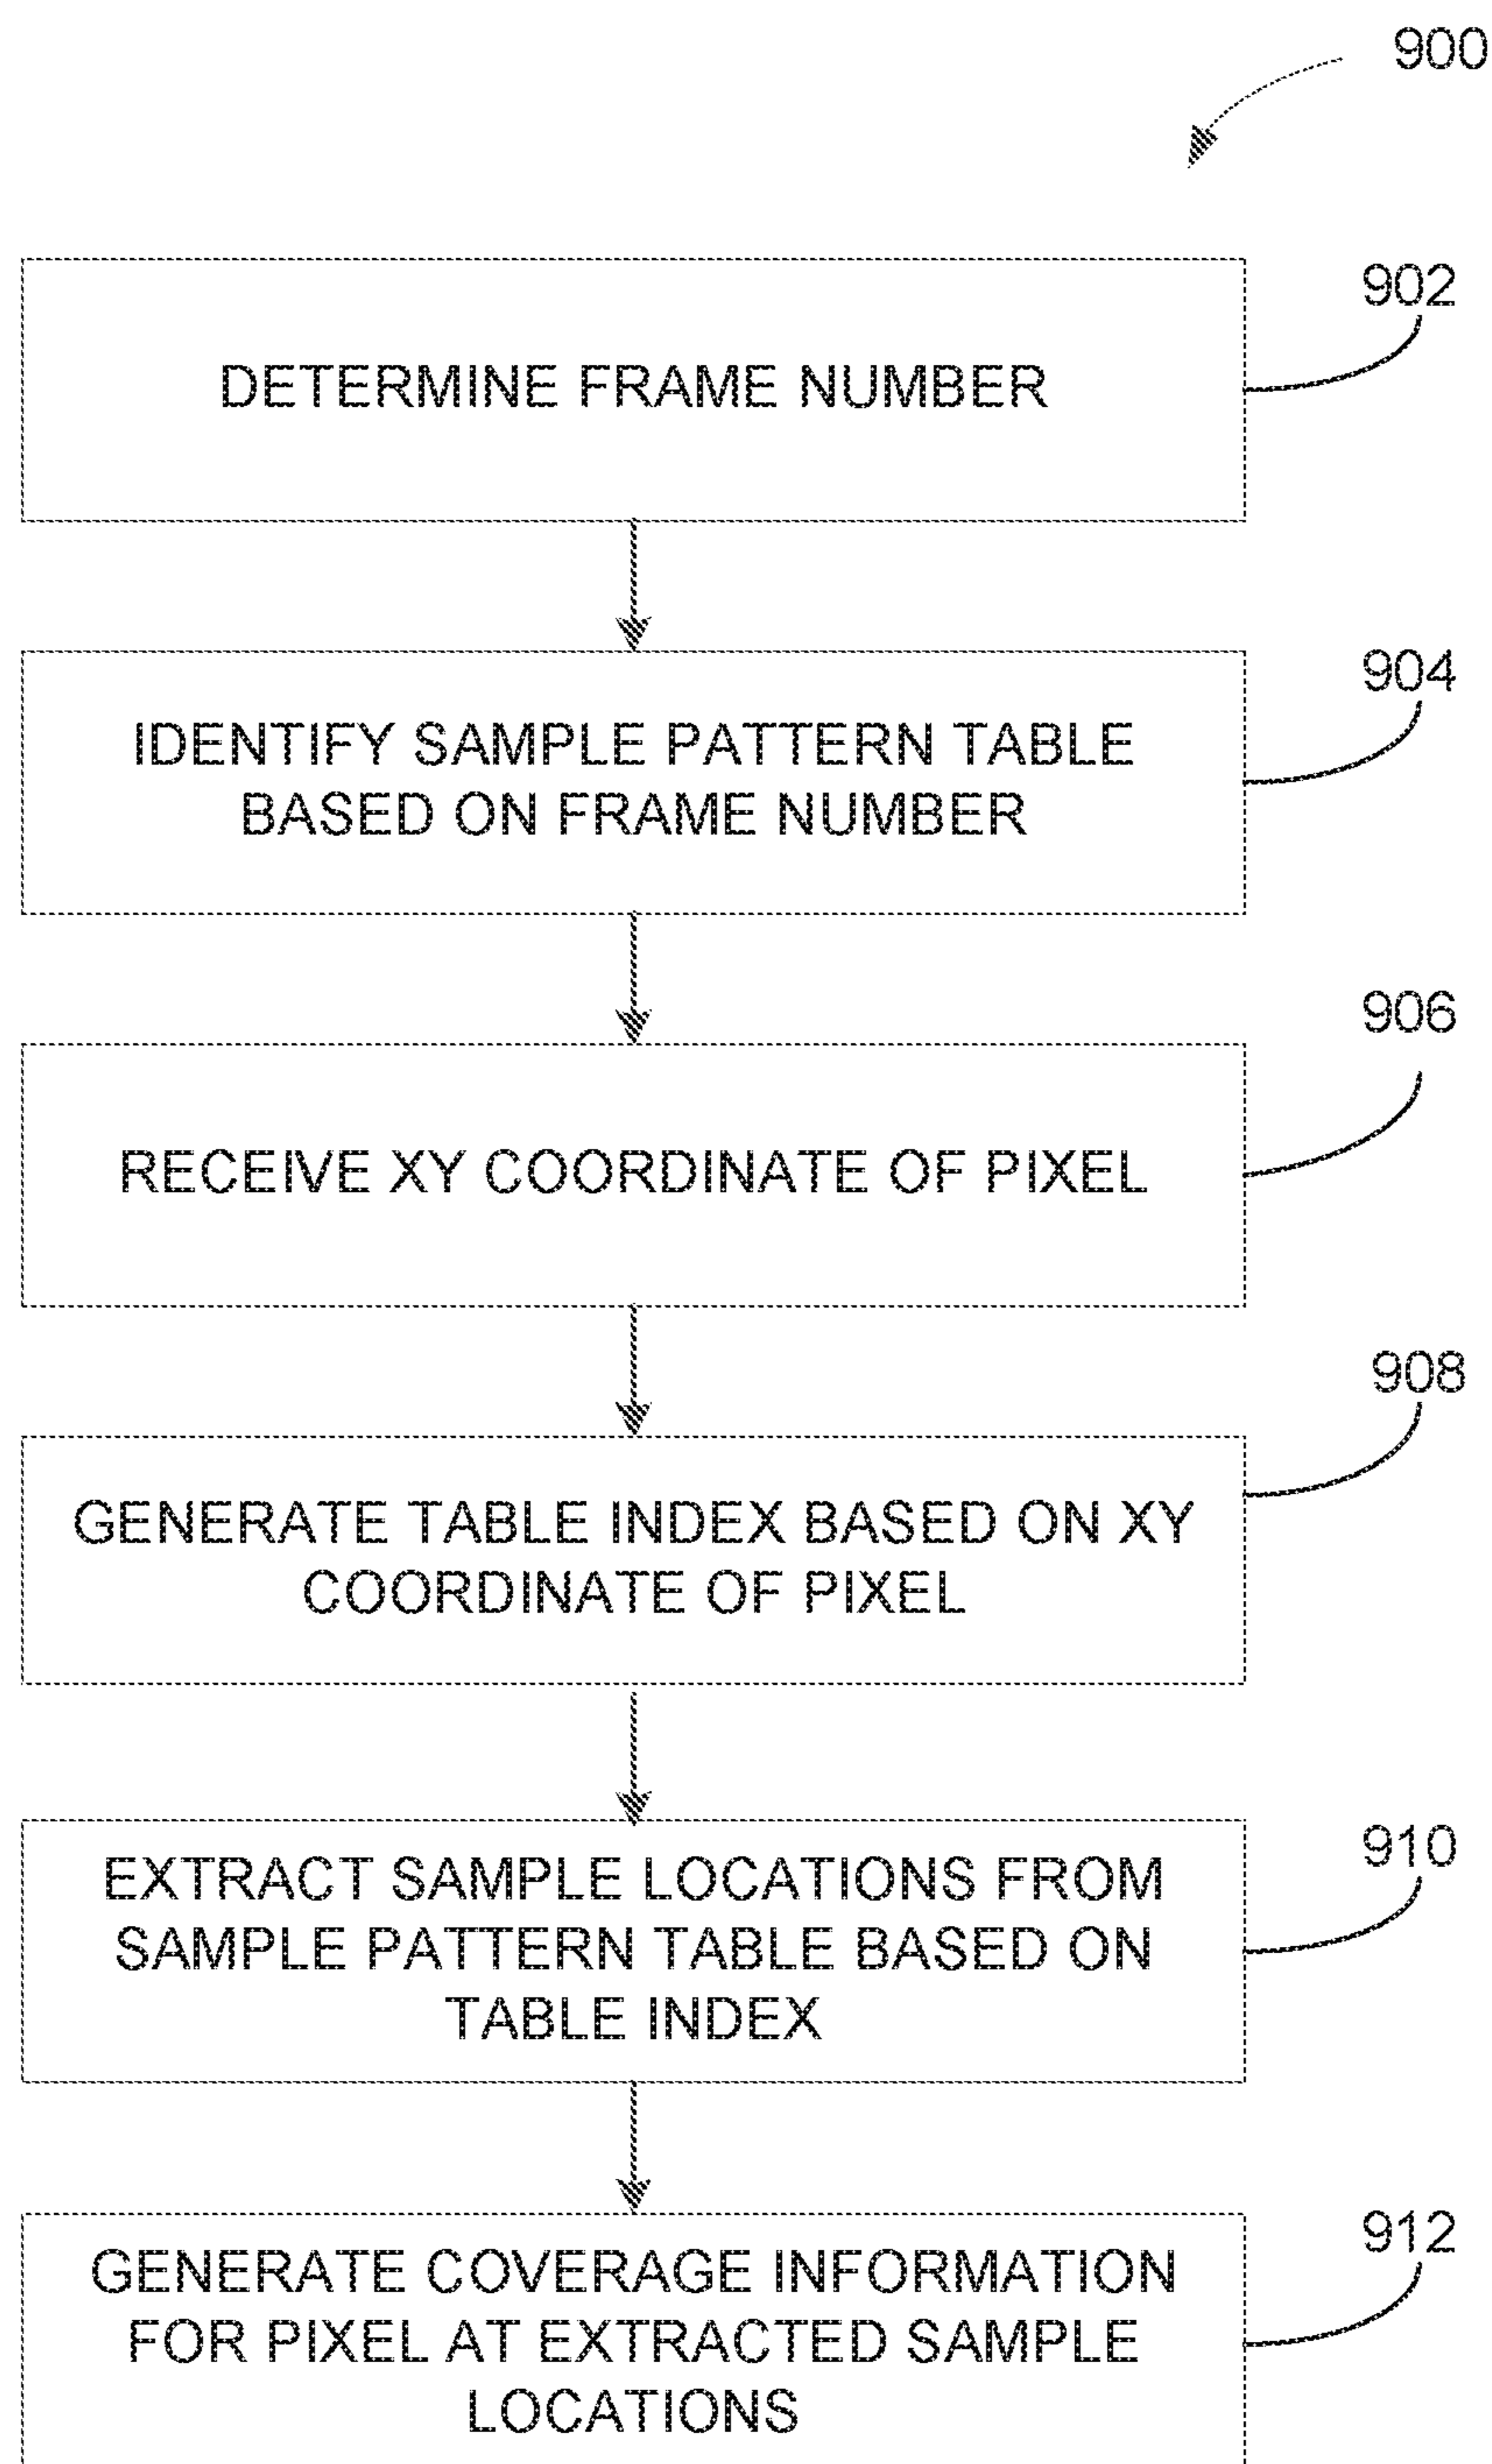 900
902
DETERMINE FRAME NUMBER
904
IDENTIFY SAMPLE PATTERN TABLE
BASED ON FRAME NUMBER
906
RECEIVE XY COORDINATE OF PIXEL
908
GENERATE TABLE INDEX BASED ON XY
COORDINATE OF PIXEL
910
EXTRACT SAMPLE LOCATIONS FROM
SAMPLE PATTERN TABLE BASED ON
TABLE INDEX
912
GENERATE COVERAGE INFORMATION
FOR PIXEL AT EXTRACTED SAMPLE
LOCATIONS